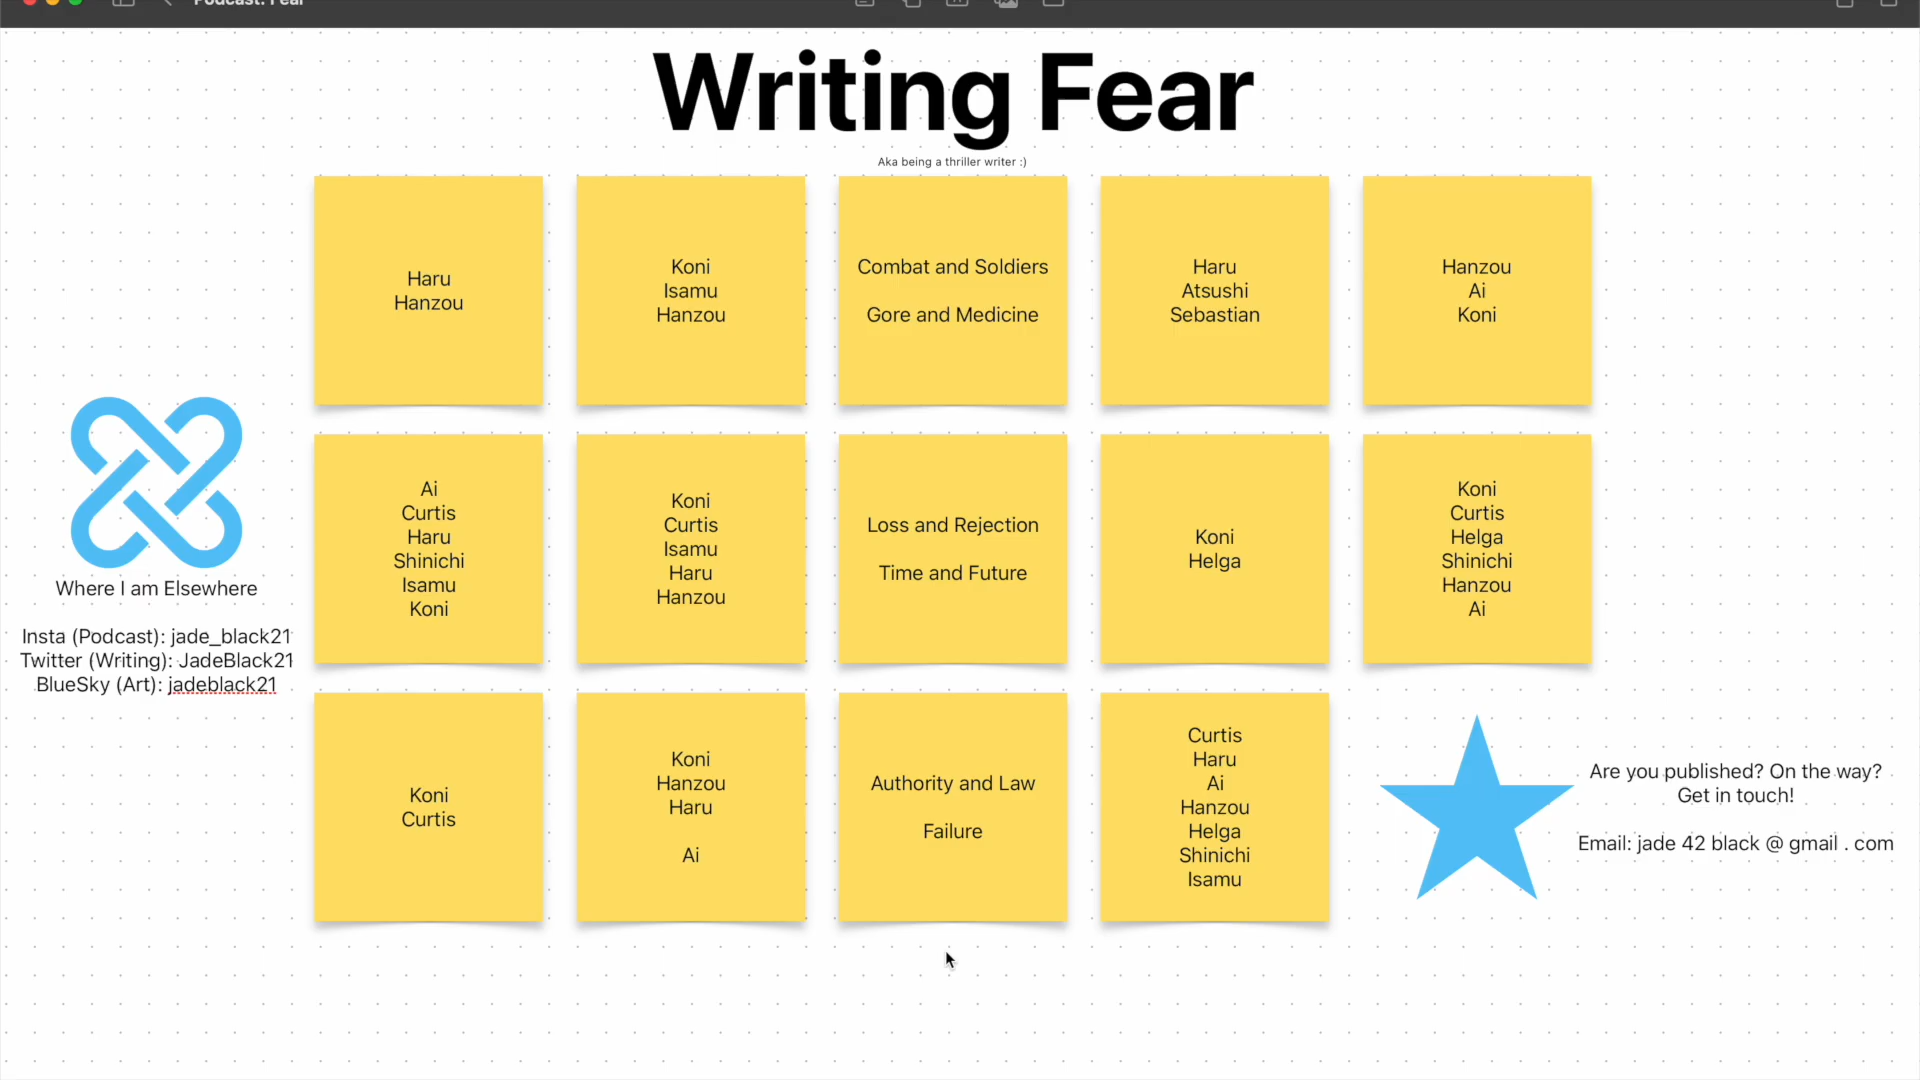 Podcast: Fear
Writing Fear
Aka being a thriller writer :)
Haru
Hanzou
Koni
Isamu
Hanzou
Combat and Soldiers
Gore and Medicine
Haru
Atsushi
Sebastian
Hanzou
Ai
Koni
Ai
Curtis
Haru
Shinichi
Isamu
Koni
Koni
Curtis
Isamu
Haru
Hanzou
Loss and Rejection
Time and Future
Koni
Helga
Koni
Curtis
Helga
Shinichi
Hanzou
Ai
Where I am Elsewhere
Insta (Podcast): jade_black21
Twitter (Writing): JadeBlack21
BlueSky (Art): jadeblack21
Koni
Curtis
Koni
Hanzou
Haru
Ai
Authority and Law
Failure
Curtis
Haru
Ai
Hanzou
Helga
Shinichi
Isamu
Are you published? On the way?
Get in touch!
Email: jade 42 black @ gmail . com